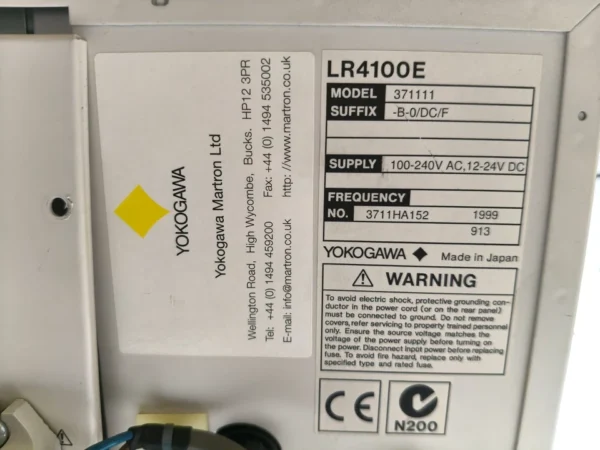 YOKOGAWA
Yokogawa Martron Ltd
Wellington Road, High Wycombe, Bucks. HP12 3PR
Tel: +44 (0) 1494 459200 Fax: +44 (0) 1494 535002
E-mail: info@martron.co.uk http: //www.martron.co.uk
LR4100E
MODEL 371111
SUFFIX -B-0/DC/F
SUPPLY 100-240V AC,12-24V DC
FREQUENCY
NO. 3711HA152 1999
913
YOKOGAWA Made in Japan
WARNING
To avoid electric shock, protective grounding con-
ductor in the power cord (or on the rear panel)
must be connected to ground. Do not remove
covers, refer servicing to property trained personnel
only. Ensure the source voltage matches the
voltage of the power supply before turning on
the power. Disconnect input power before replacing
fuse. To avoid fire hazard, replace only with
specified type and rated fuse.
CE
N200